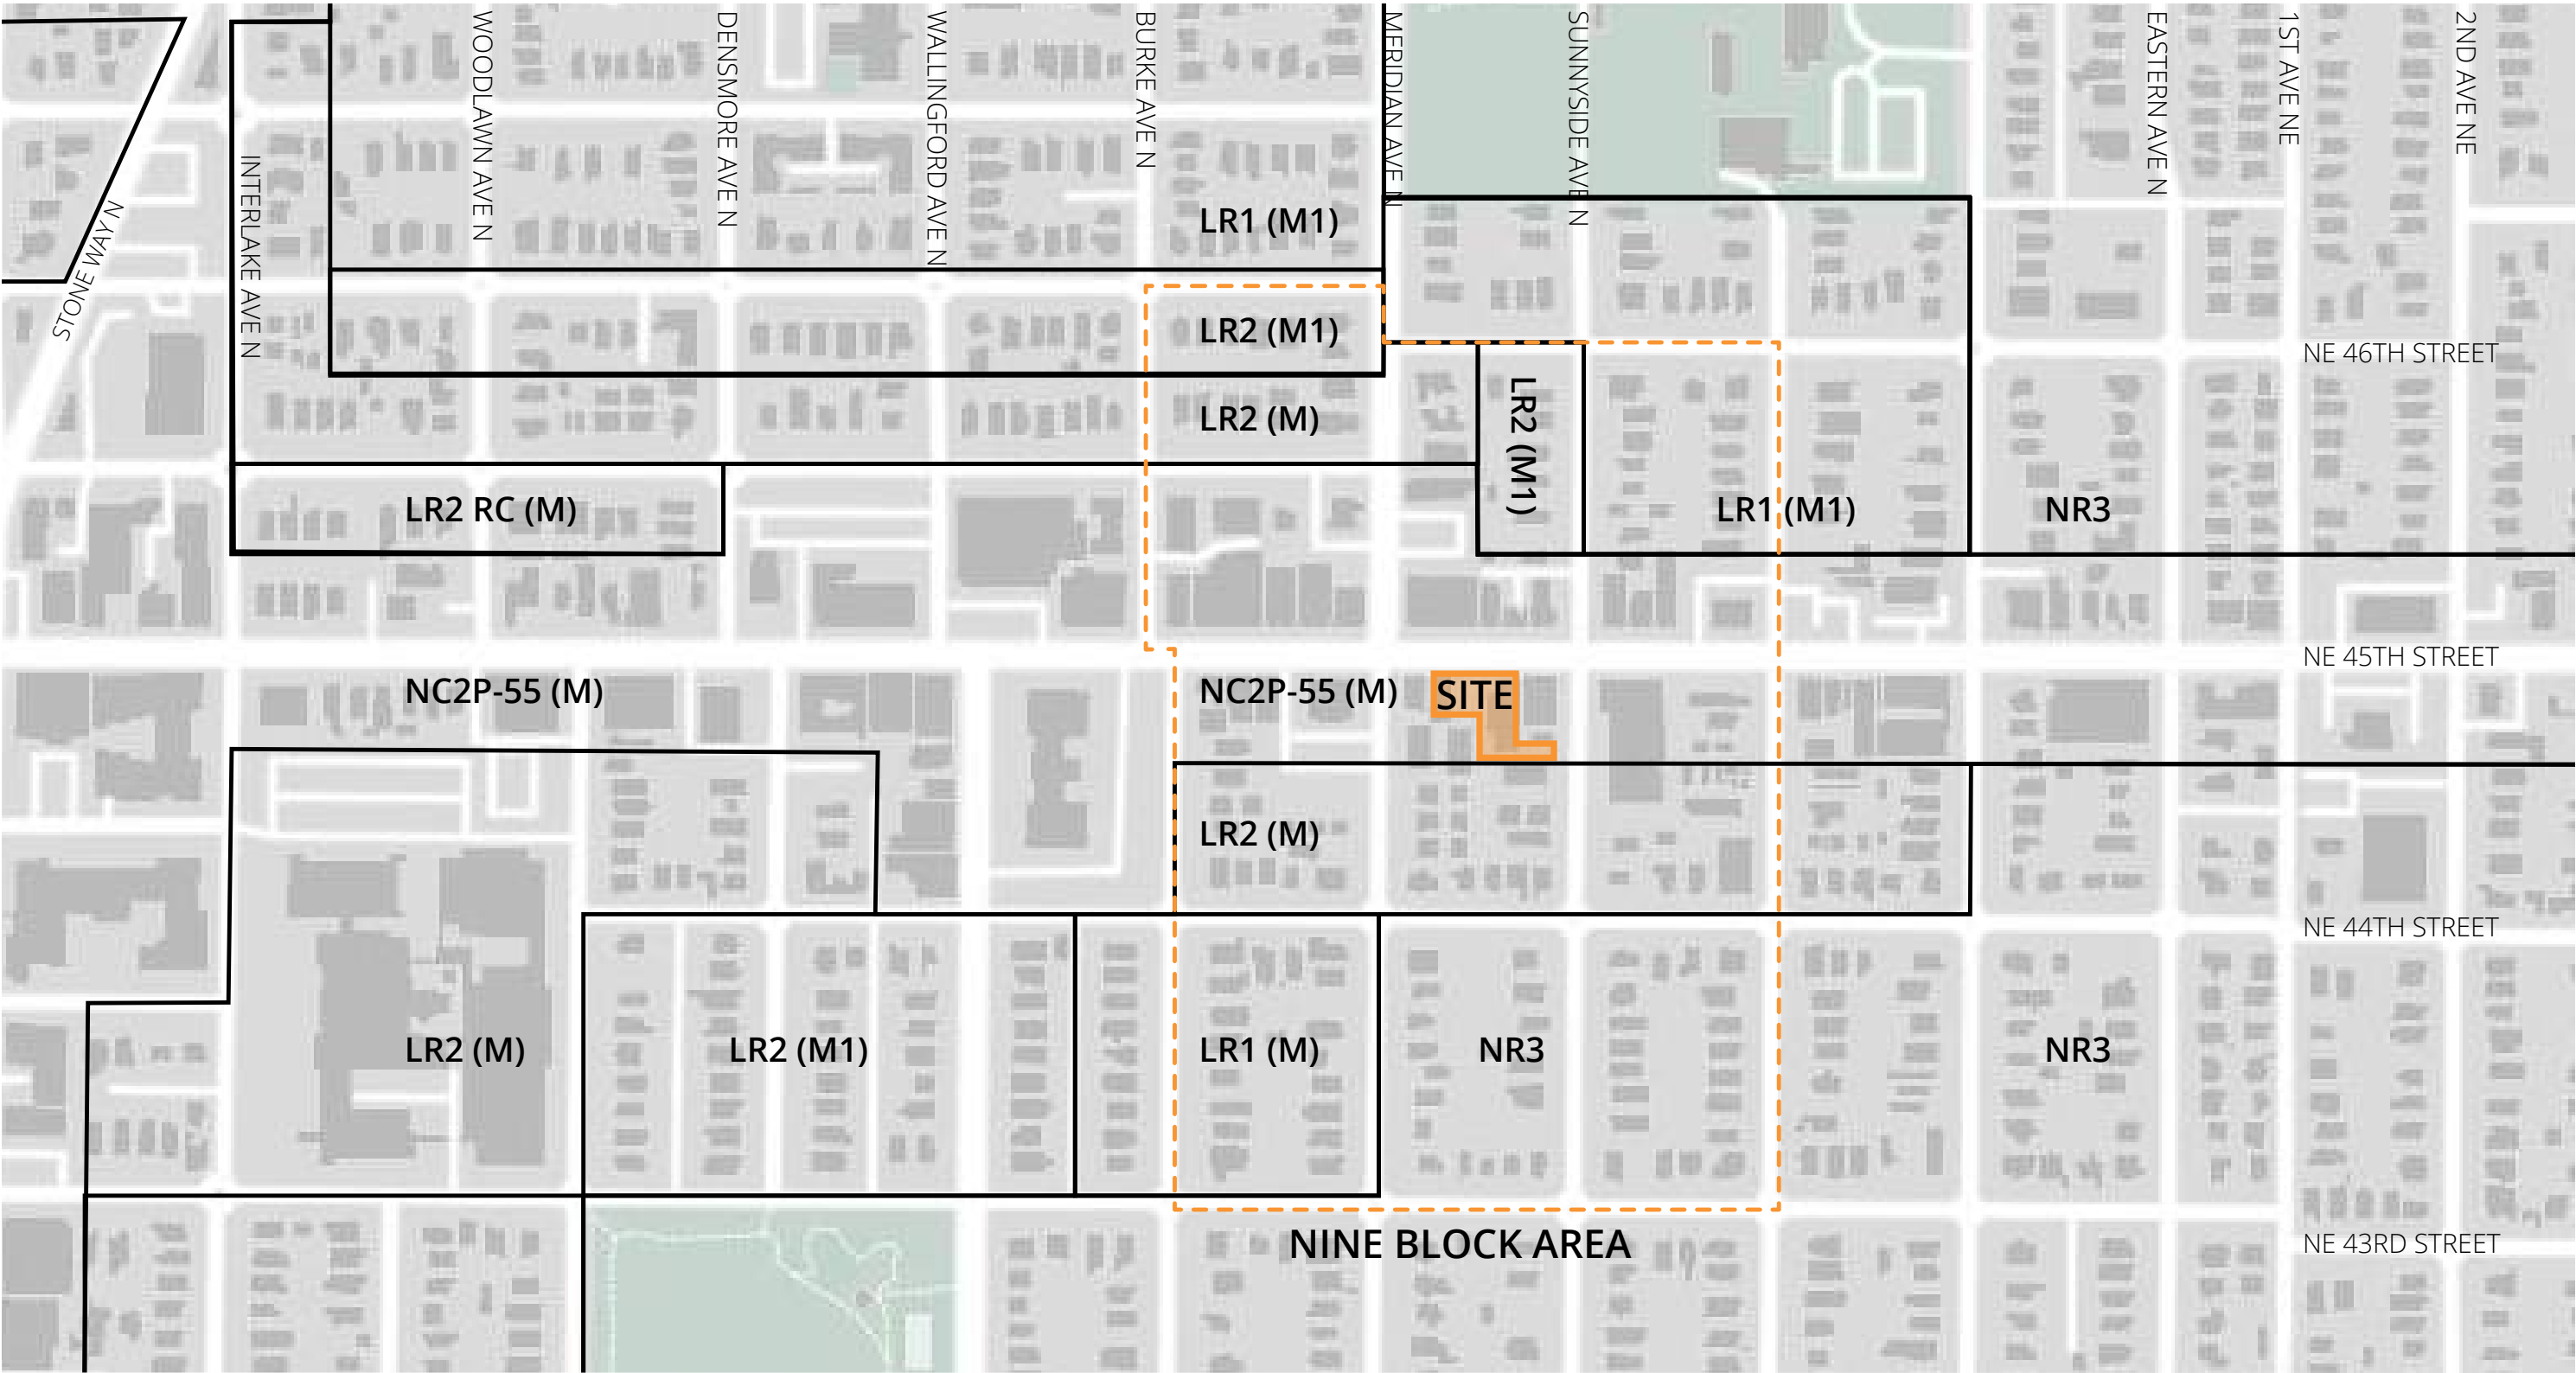 WOODLAWN AVE N
DENSMORE AVE N
WALLINGFORD AVE N
BURKE AVE N
MERIDIAN AVE N
SUNNYSIDE AVE N
EASTERN AVE N
1ST AVE NE
2ND AVE NE
INTERLAKE AVE N
STONE WAY N
LR1 (M1)
LR2 (M1)
NE 46TH STREET
LR2 (M)
LR2 (M1)
LR2 RC (M)
LR1 (M1)
NR3
NE 45TH STREET
NC2P-55 (M)
NC2P-55 (M)
SITE
LR2 (M)
NE 44TH STREET
LR2 (M)
LR2 (M1)
LR1 (M)
NR3
NR3
NINE BLOCK AREA
NE 43RD STREET